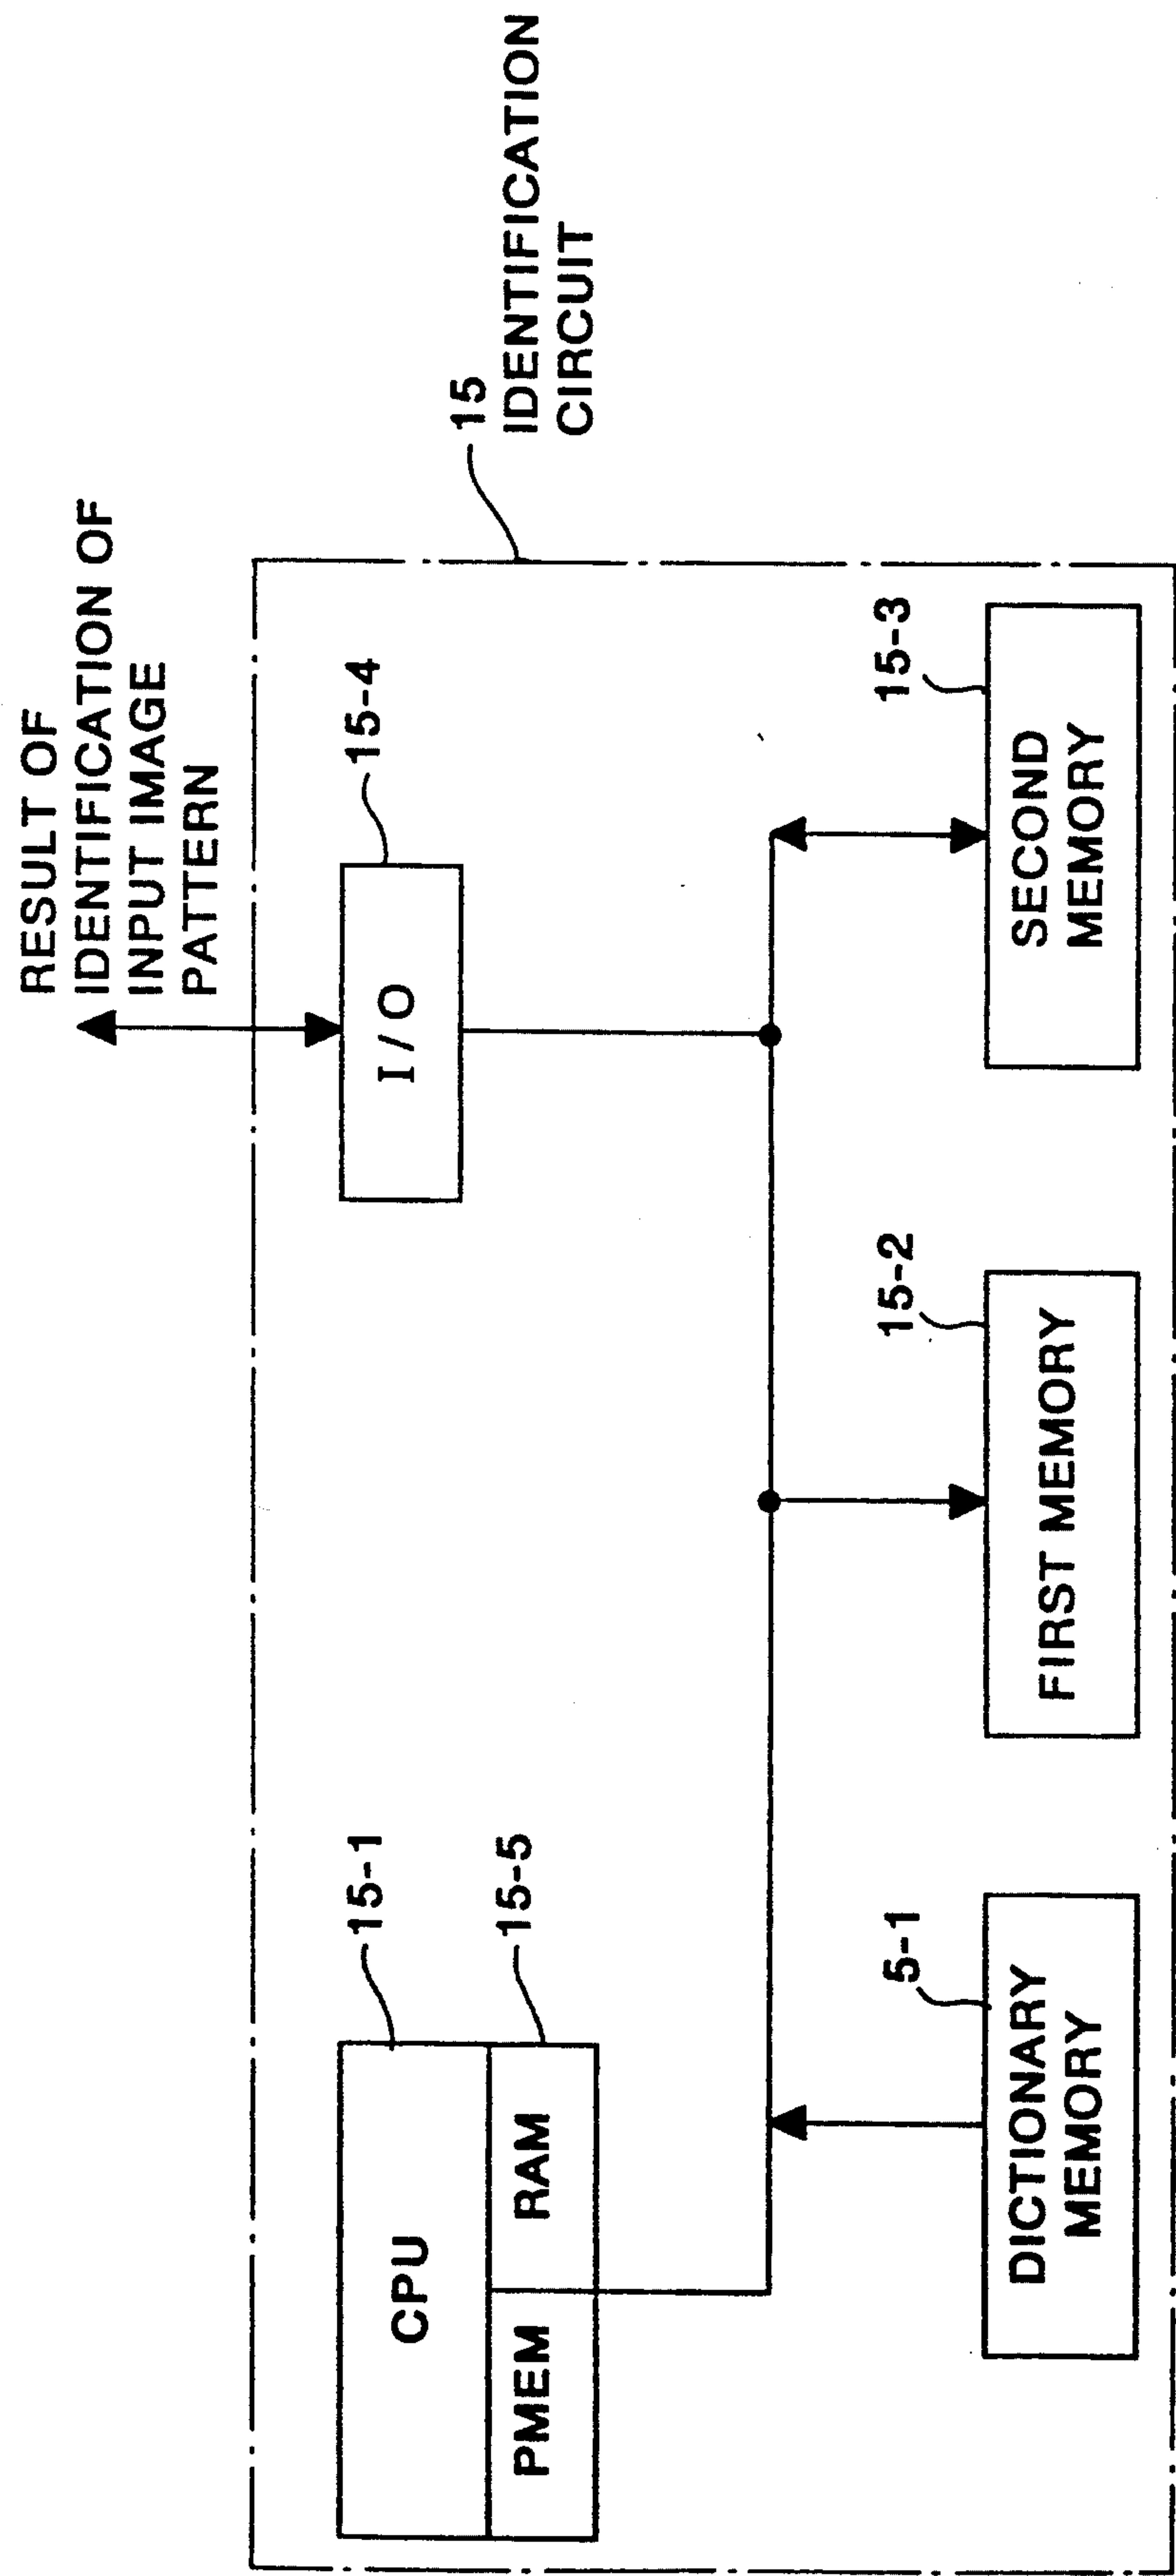 RESULT OF
IDENTIFICATION OF
INPUT IMAGE
PATTERN
15
IDENTIFICATION
CIRCUIT
15-1
CPU
15-5
PMEM
RAM
15-4
I/O
5-1
DICTIONARY
MEMORY
15-2
FIRST MEMORY
15-3
SECOND
MEMORY